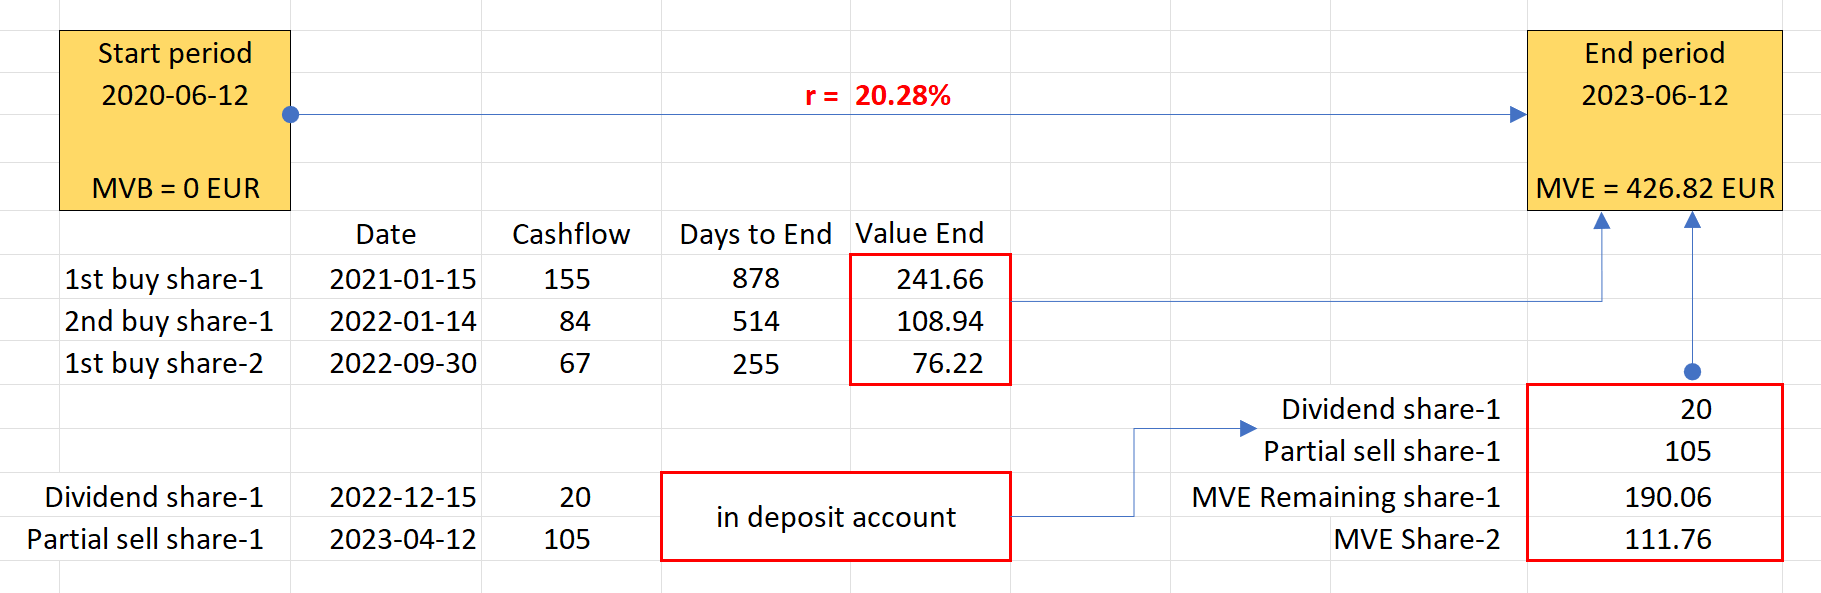 Start period
2020-06-12
MVB = 0 EUR
r = 20.28%
End period
2023-06-12
MVE = 426.82 EUR
Date Cashflow Days to End Value End
1st buy share-1 2021-01-15 155 878 241.66
2nd buy share-1 2022-01-14 84 514 108.94
1st buy share-2 2022-09-30 67 255 76.22
Dividend share-1 2022-12-15 20
Partial sell share-1 2023-04-12 105
in deposit account
Dividend share-1 20
Partial sell share-1 105
MVE Remaining share-1 190.06
MVE Share-2 111.76